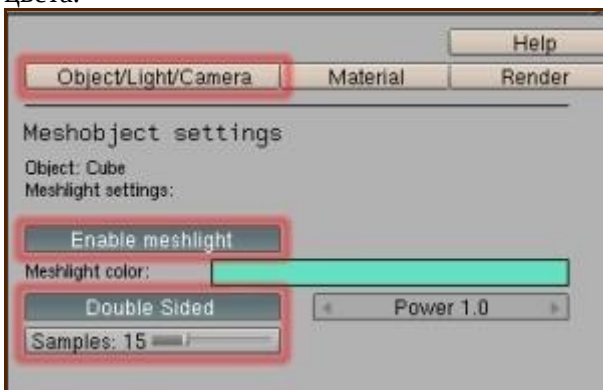 цвета.
Help
Object/Light/Camera Material Render
Meshobject settings
Object: Cube
Meshlight settings:
Enable meshlight
Meshlight color:
Double Sided Power 1.0
Samples: 15